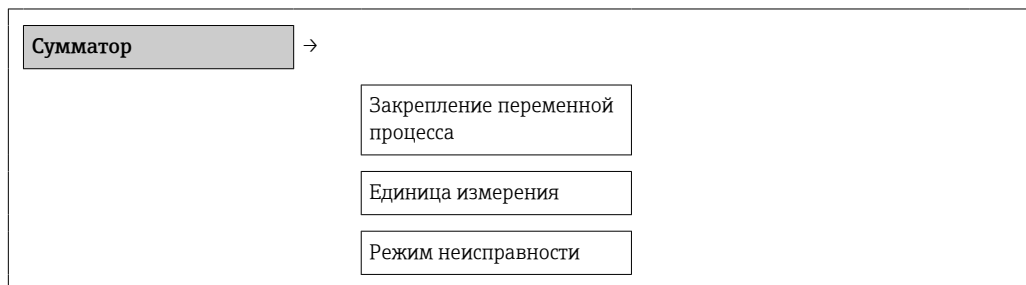 Сумматор →
Закрепление переменной
процесса
Единица измерения
Режим неисправности